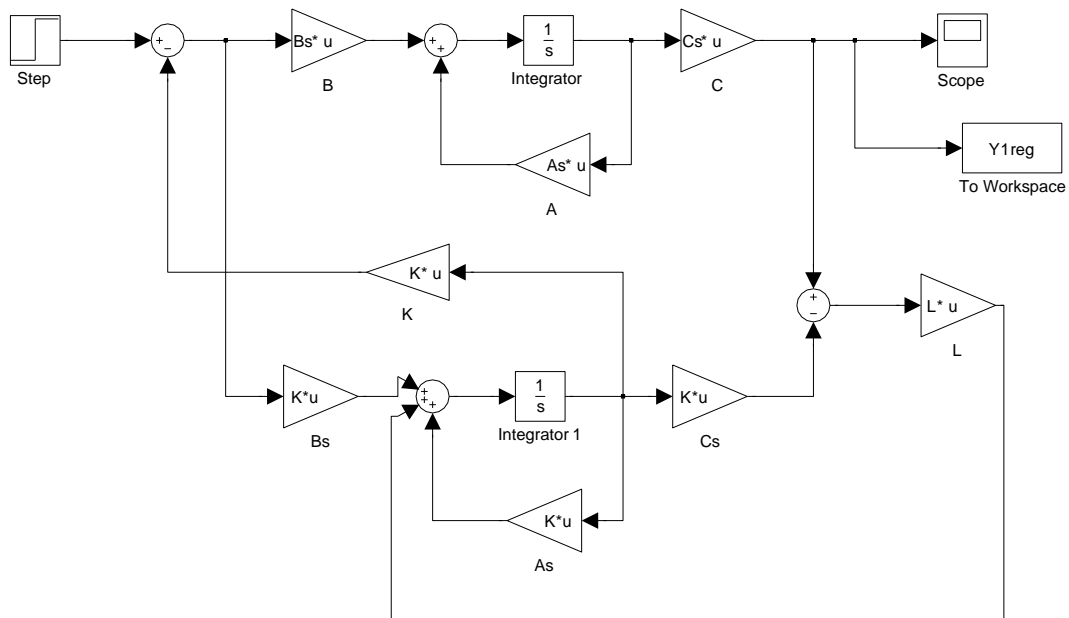 Step
+
−
Bs* u
B
+
+
1
s
Integrator
Cs* u
C
Scope
Y1reg
To Workspace
As* u
A
K* u
K
+
−
L* u
L
K*u
Bs
+
+
+
1
s
Integrator 1
K*u
Cs
K*u
As